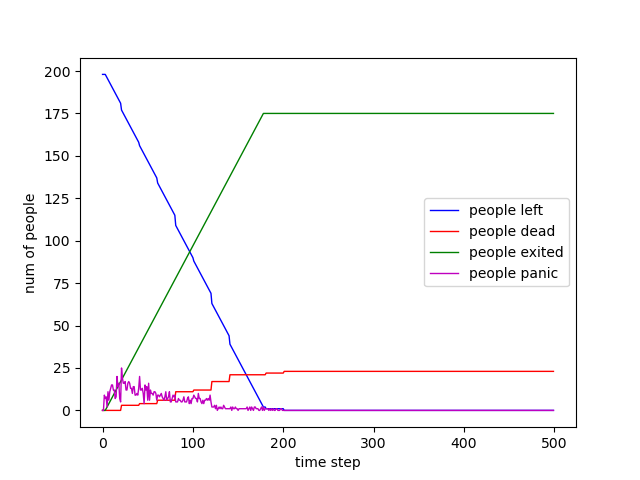 200
175
150
125
100
75
50
25
0
num of people
people left
people dead
people exited
people panic
0 100 200 300 400 500
time step